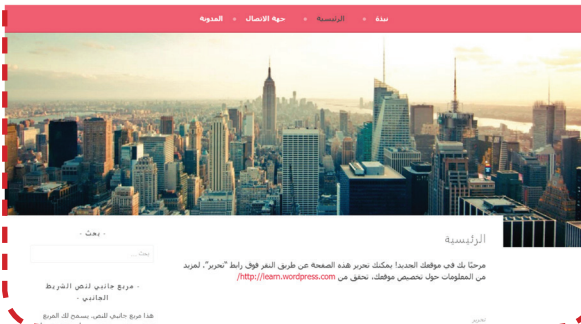 نبذة • الرئيسية • جهة الاتصال • المدونة
الرئيسية
مرحبًا بك في موقعك الجديد! يمكنك تحرير هذه الصفحة عن طريق النقر فوق رابط "تحرير". لمزيد
من المعلومات حول تخصيص موقعك، تحقق من http://learn.wordpress.com/
تحرير
- بحث -
بحث ...
- مربع جانبي لنص الشريط
الجانبي -
هذا مربع جانبي للنص. يسمح لك المربع